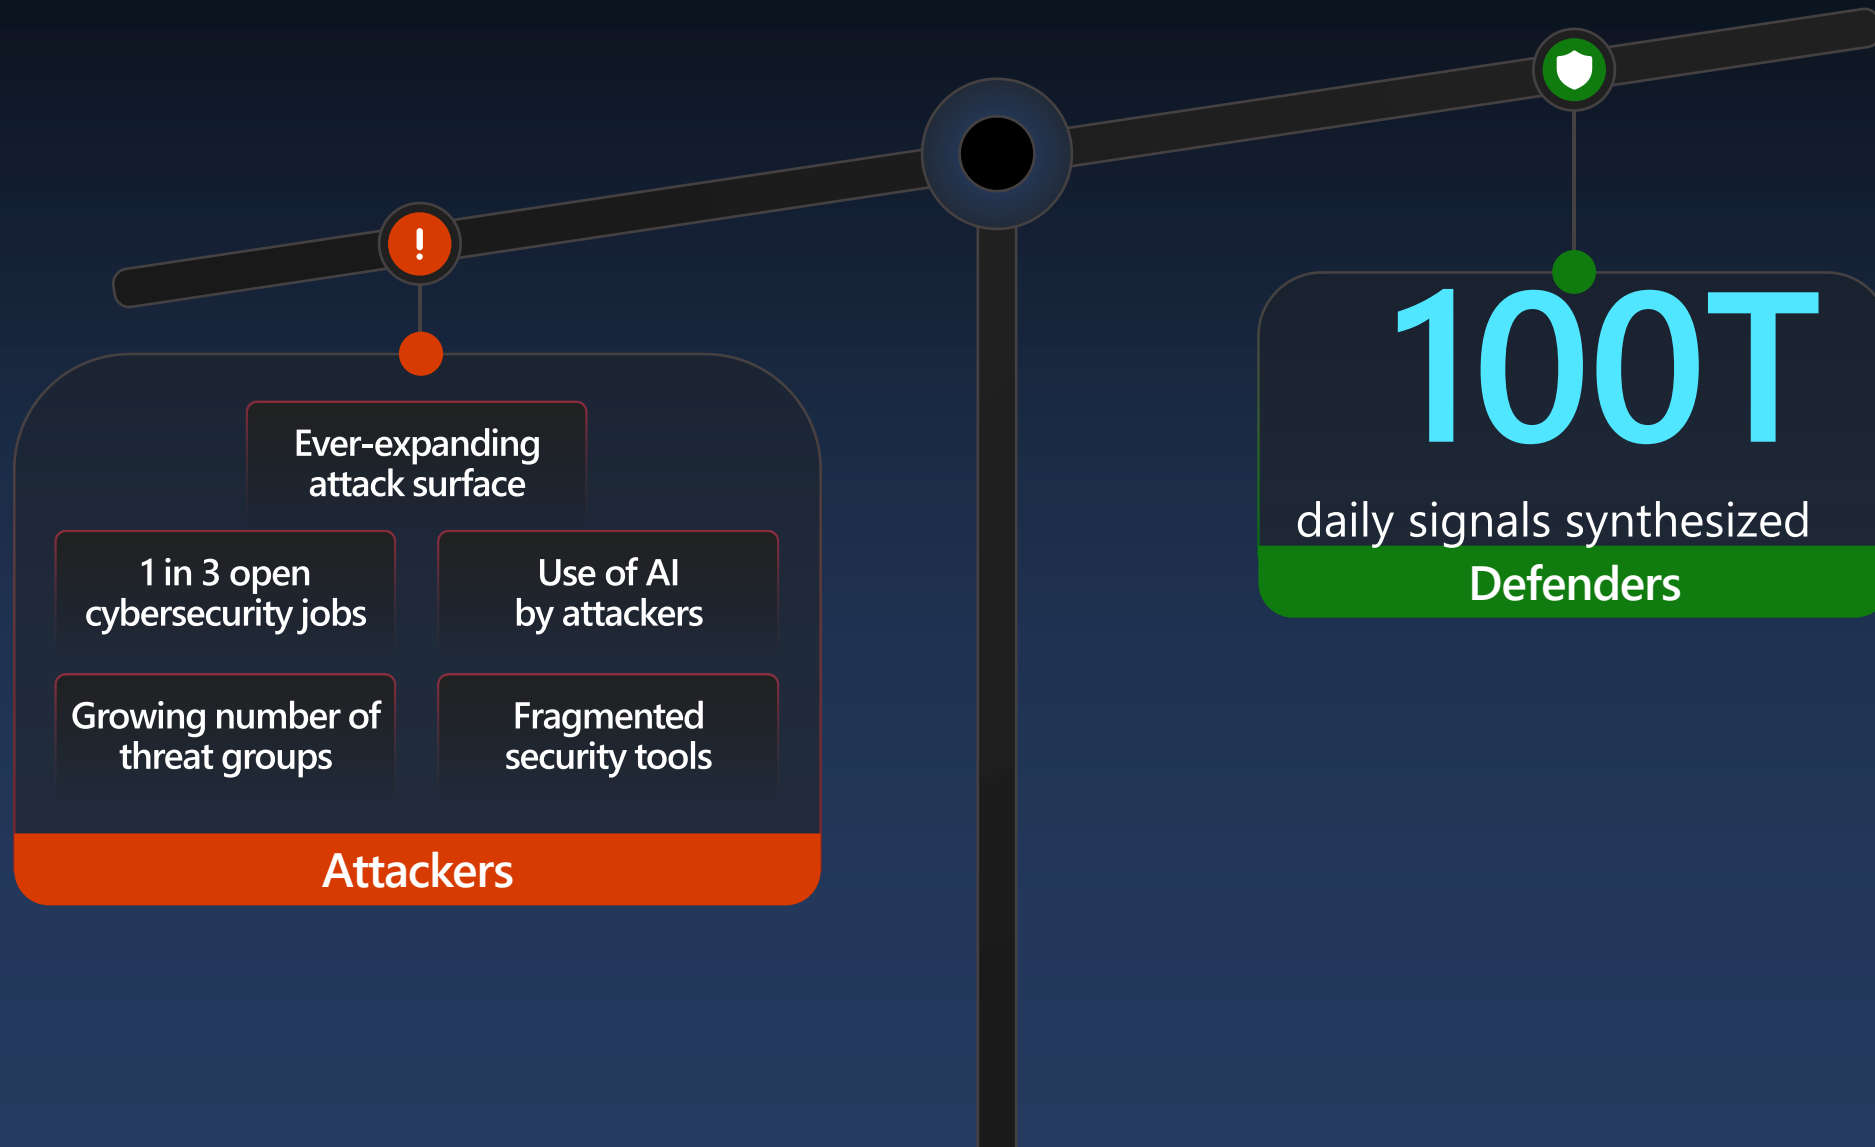 Ever-expanding
attack surface
1 in 3 open
cybersecurity jobs
Use of AI
by attackers
Growing number of
threat groups
Fragmented
security tools
Attackers
100T
daily signals synthesized
Defenders